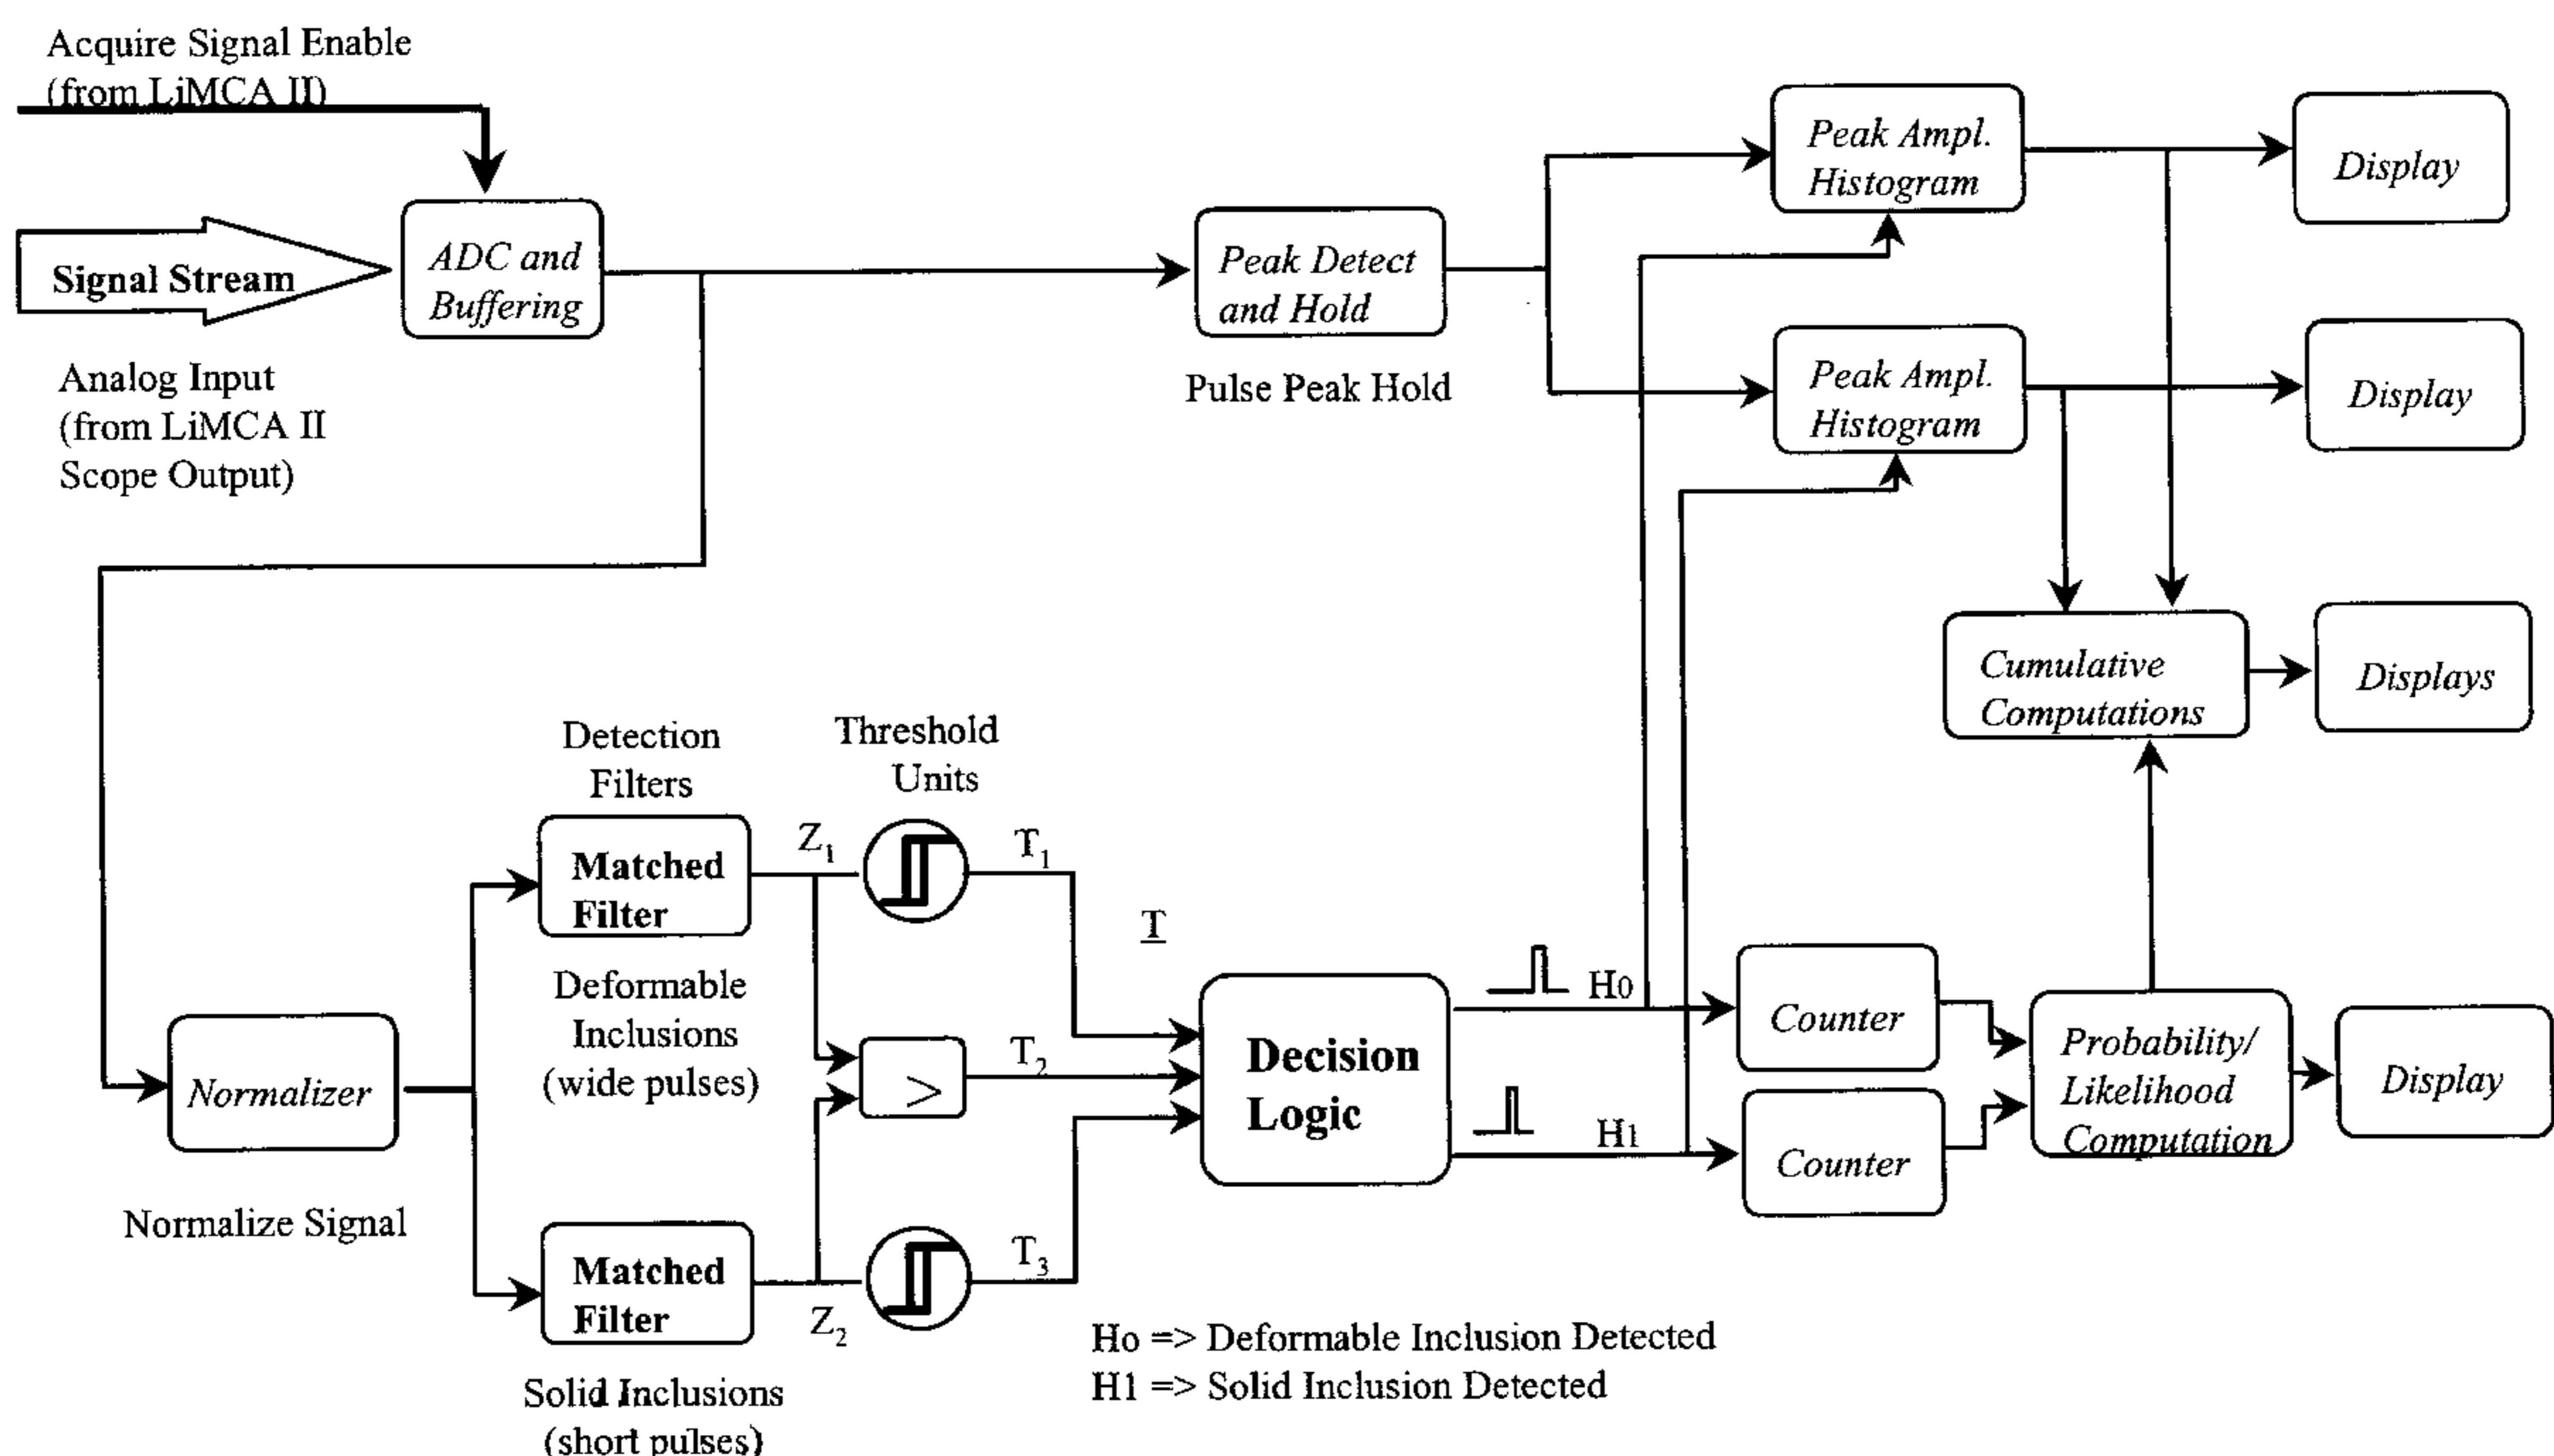 Acquire Signal Enable
(from LiMCA II)
Signal Stream
ADC and
Buffering
Analog Input
(from LiMCA II
Scope Output)
Peak Detect
and Hold
Pulse Peak Hold
Peak Ampl.
Histogram
Display
Peak Ampl.
Histogram
Display
Cumulative
Computations
Displays
Detection
Filters
Threshold
Units
Matched
Filter
Z1
T1
T
Deformable
Inclusions
(wide pulses)
>
T2
Normalizer
Normalize Signal
Decision
Logic
H0
H1
Counter
Counter
Probability/
Likelihood
Computation
Display
Matched
Filter
Z2
T3
Solid Inclusions
(short pulses)
Ho => Deformable Inclusion Detected
H1 => Solid Inclusion Detected